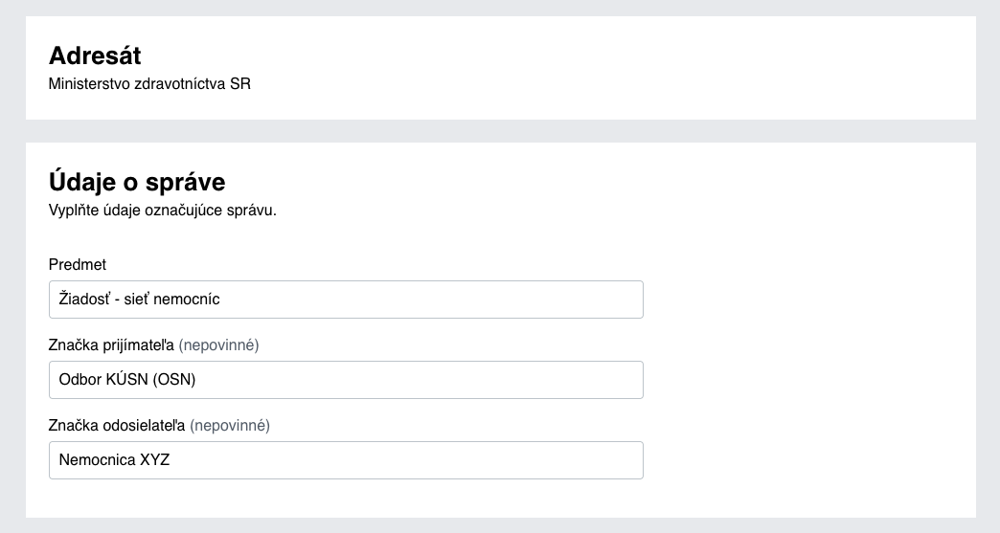 Adresát
Ministerstvo zdravotníctva SR
Údaje o správe
Vyplňte údaje označujúce správu.
Predmet
Žiadosť - sieť nemocníc
Značka prijímateľa (nepovinné)
Odbor KÚSN (OSN)
Značka odosielateľa (nepovinné)
Nemocnica XYZ